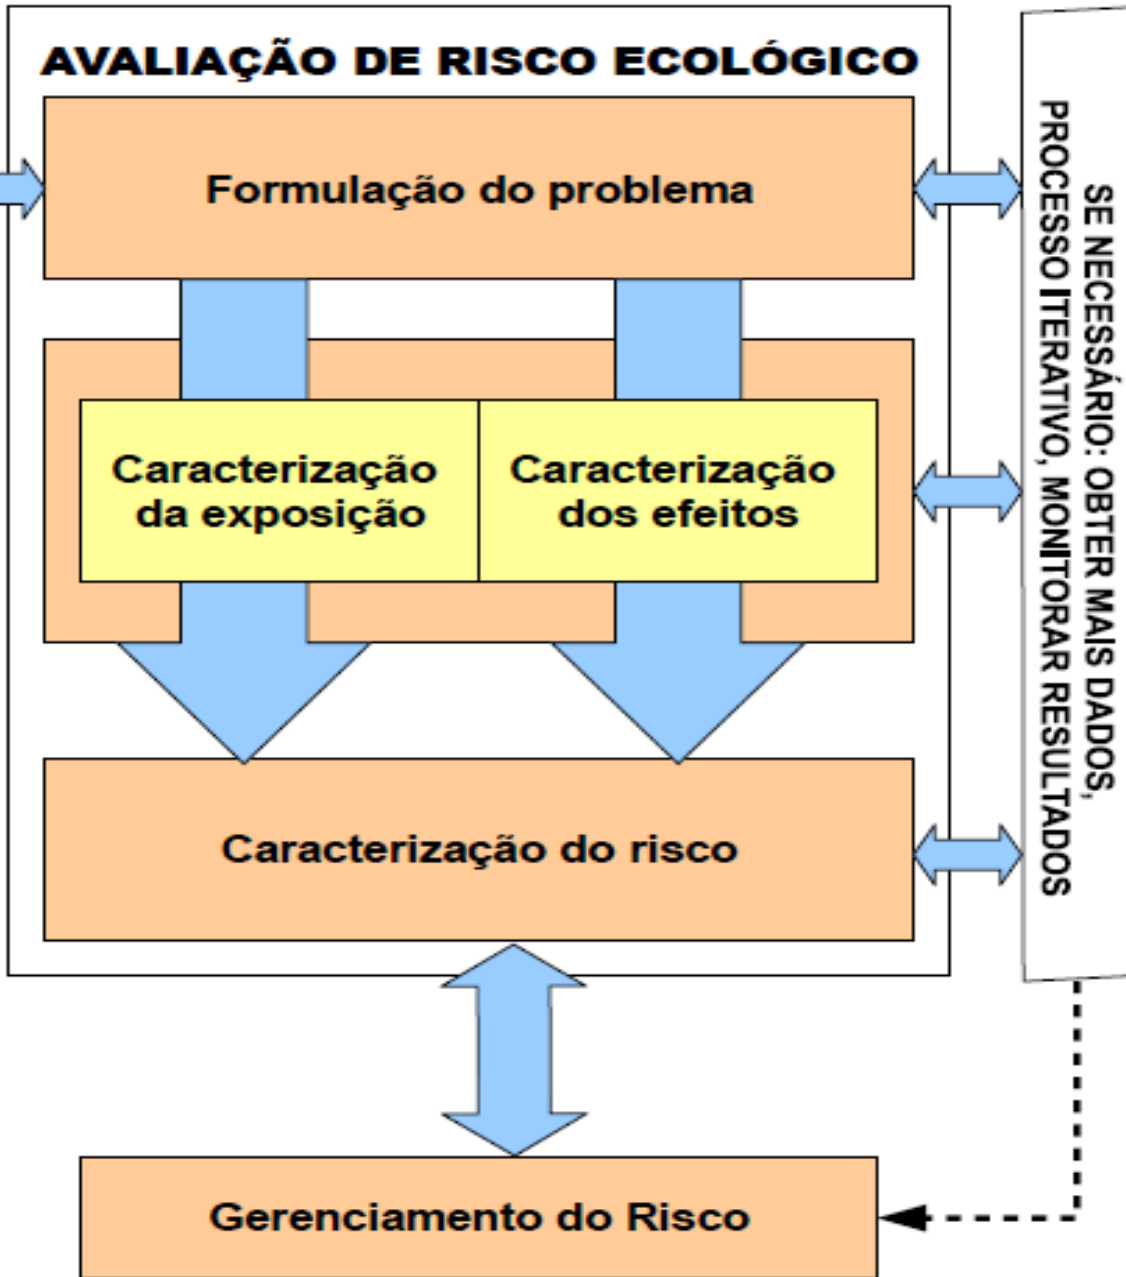 AVALIAÇÃO DE RISCO ECOLÓGICO
Formulação do problema
Caracterização
da exposição
Caracterização
dos efeitos
Caracterização do risco
Gerenciamento do Risco
SE NECESSÁRIO: OBTER MAIS DADOS,
PROCESSO ITERATIVO, MONITORAR RESULTADOS